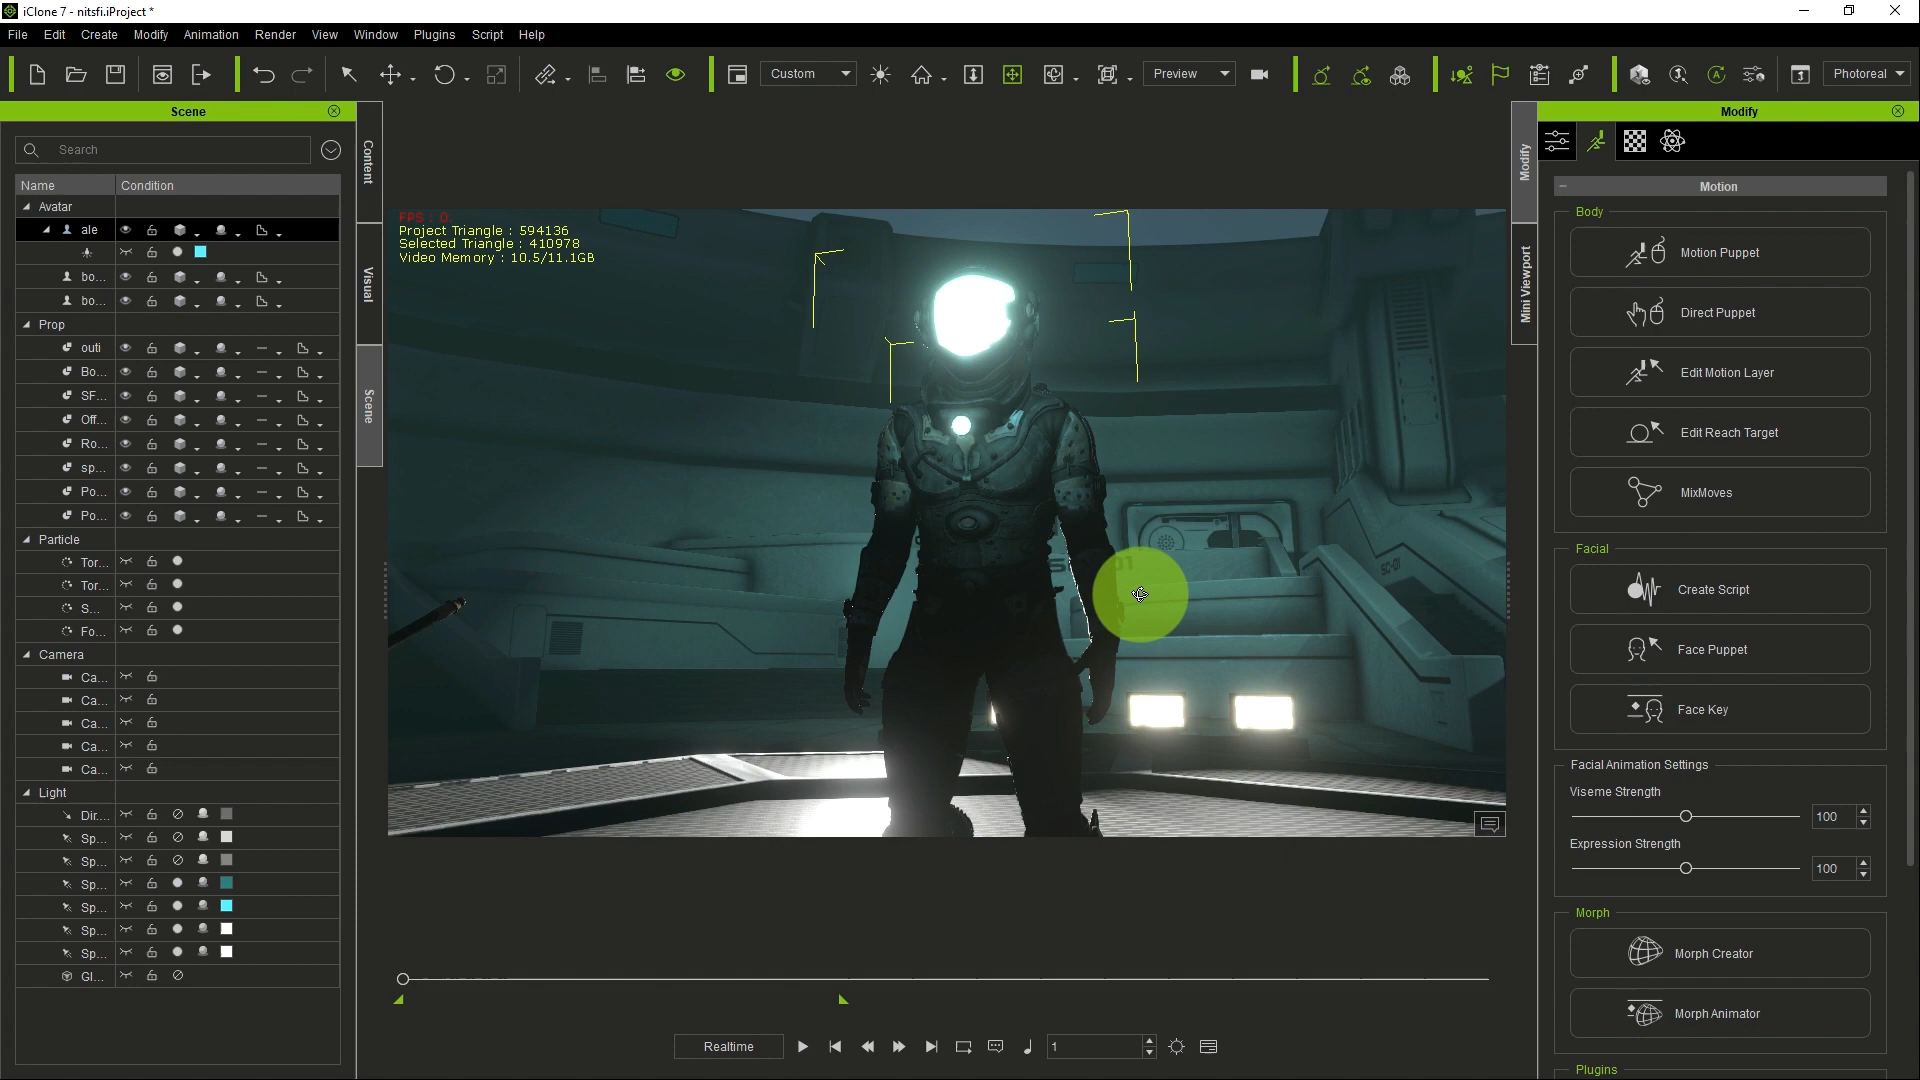 iClone 7 - nitsfi.iProject *
File Edit Create Modify Animation Render View Window Plugins Script Help
Custom Preview Photoreal
Scene
Search
Name Condition
Avatar
ale
bo...
bo...
Prop
outi
Bo...
SF...
Off...
Ro...
sp...
Po...
Po...
Particle
Tor...
Tor...
S...
Fo...
Camera
Ca...
Ca...
Ca...
Ca...
Ca...
Light
Dir....
Sp...
Sp...
Sp...
Sp...
Sp...
Sp...
Gl...
Content
Visual
Scene
FPS : 0.
Project Triangle : 594136
Selected Triangle : 410978
Video Memory : 10.5/11.1GB
SC-01
Realtime
1
Modify
Mini Viewport
Modify
Motion
Body
Motion Puppet
Direct Puppet
Edit Motion Layer
Edit Reach Target
MixMoves
Facial
Create Script
Face Puppet
Face Key
Facial Animation Settings
Viseme Strength
100
Expression Strength
100
Morph
Morph Creator
Morph Animator
Plugins